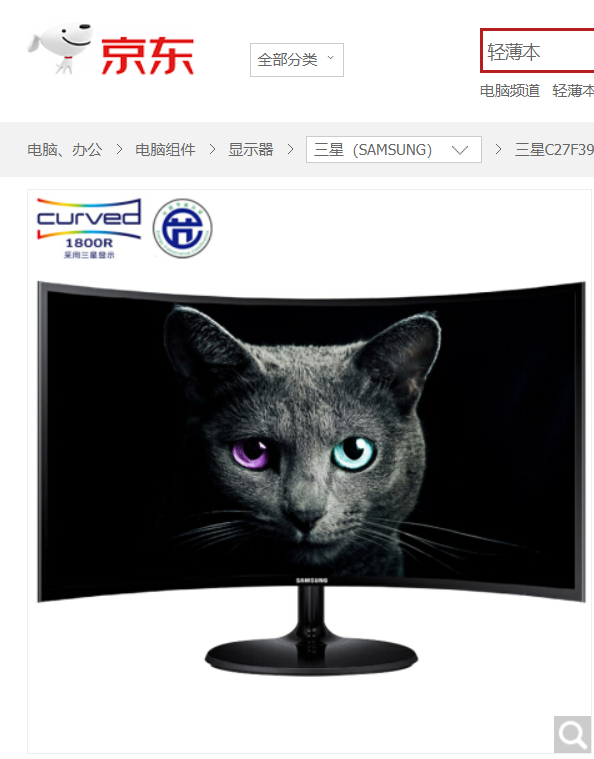 京东
全部分类
轻薄本
电脑频道 轻薄本
电脑、办公 > 电脑组件 > 显示器 > 三星（SAMSUNG） > 三星C27F39
curved
1800R
采用三星显示
SAMSUNG